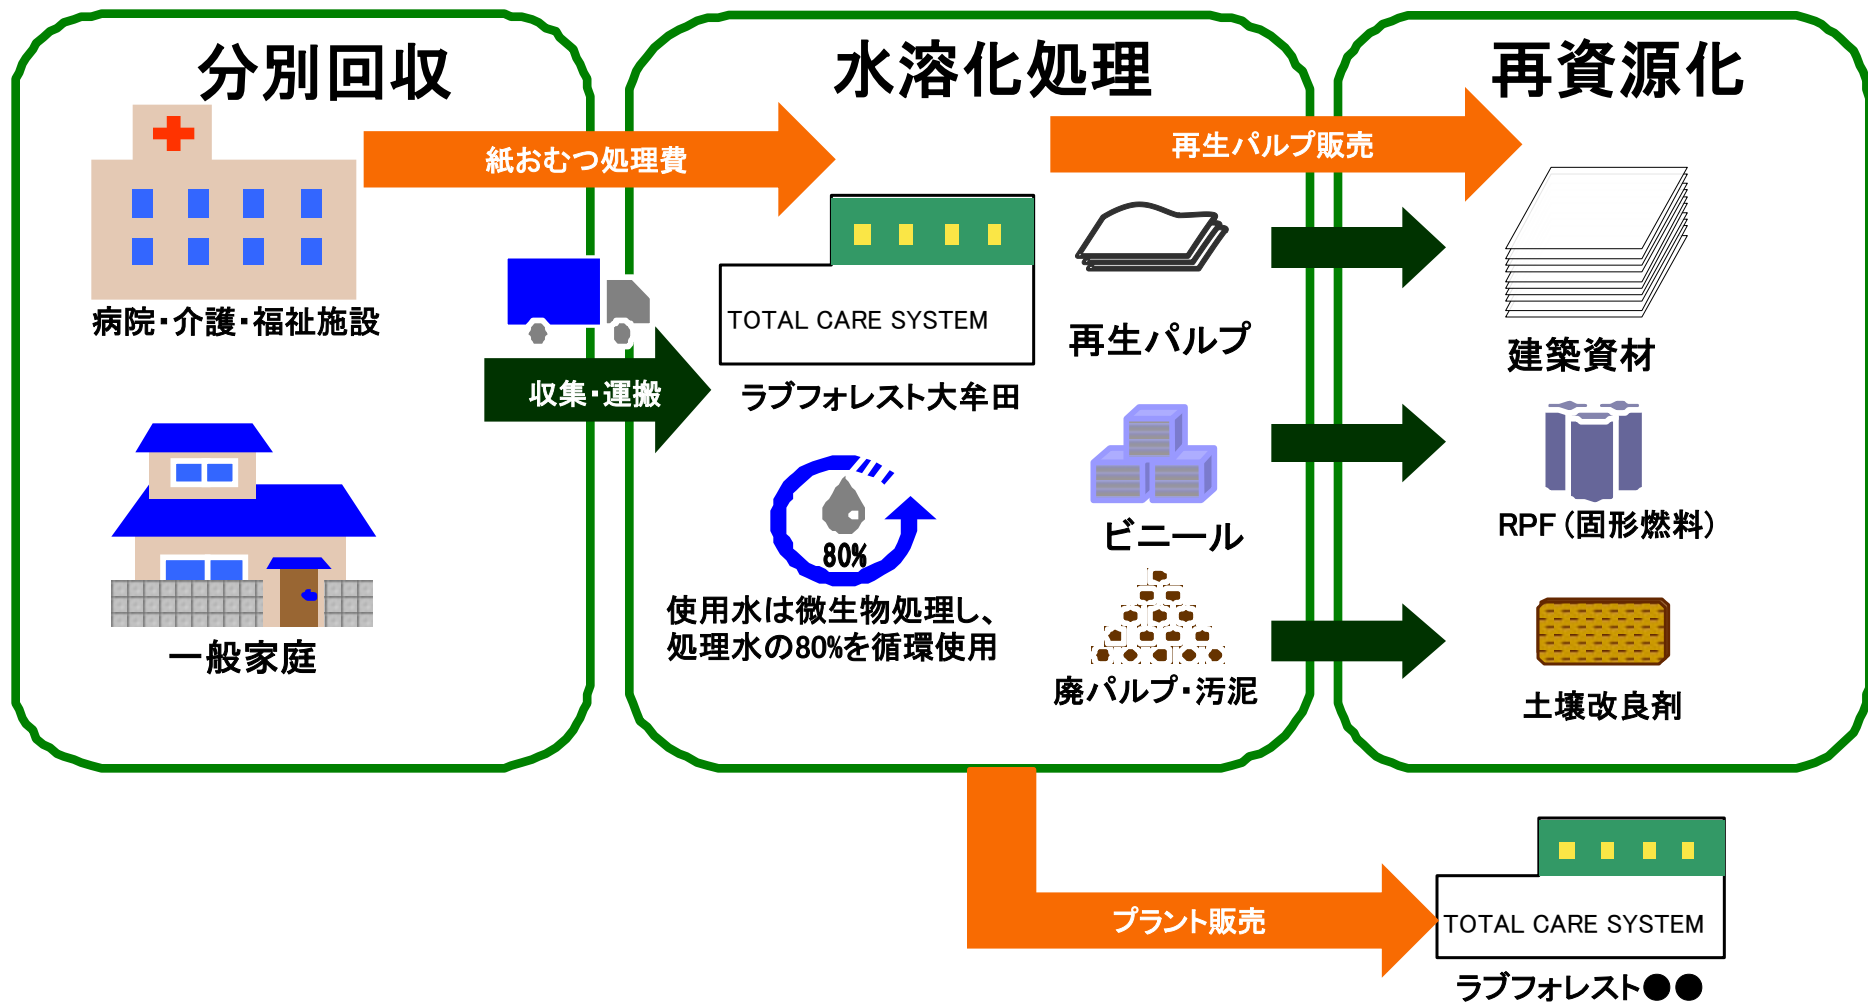 分別回収
紙おむつ処理費
病院・介護・福祉施設
収集・運搬
一般家庭
水溶化処理
TOTAL CARE SYSTEM
ラブフォレスト大牟田
80%
使用水は微生物処理し、
処理水の80%を循環使用
再生パルプ
ビニール
廃パルプ・汚泥
再生パルプ販売
再資源化
建築資材
RPF(固形燃料)
土壌改良剤
プラント販売
TOTAL CARE SYSTEM
ラブフォレスト●●